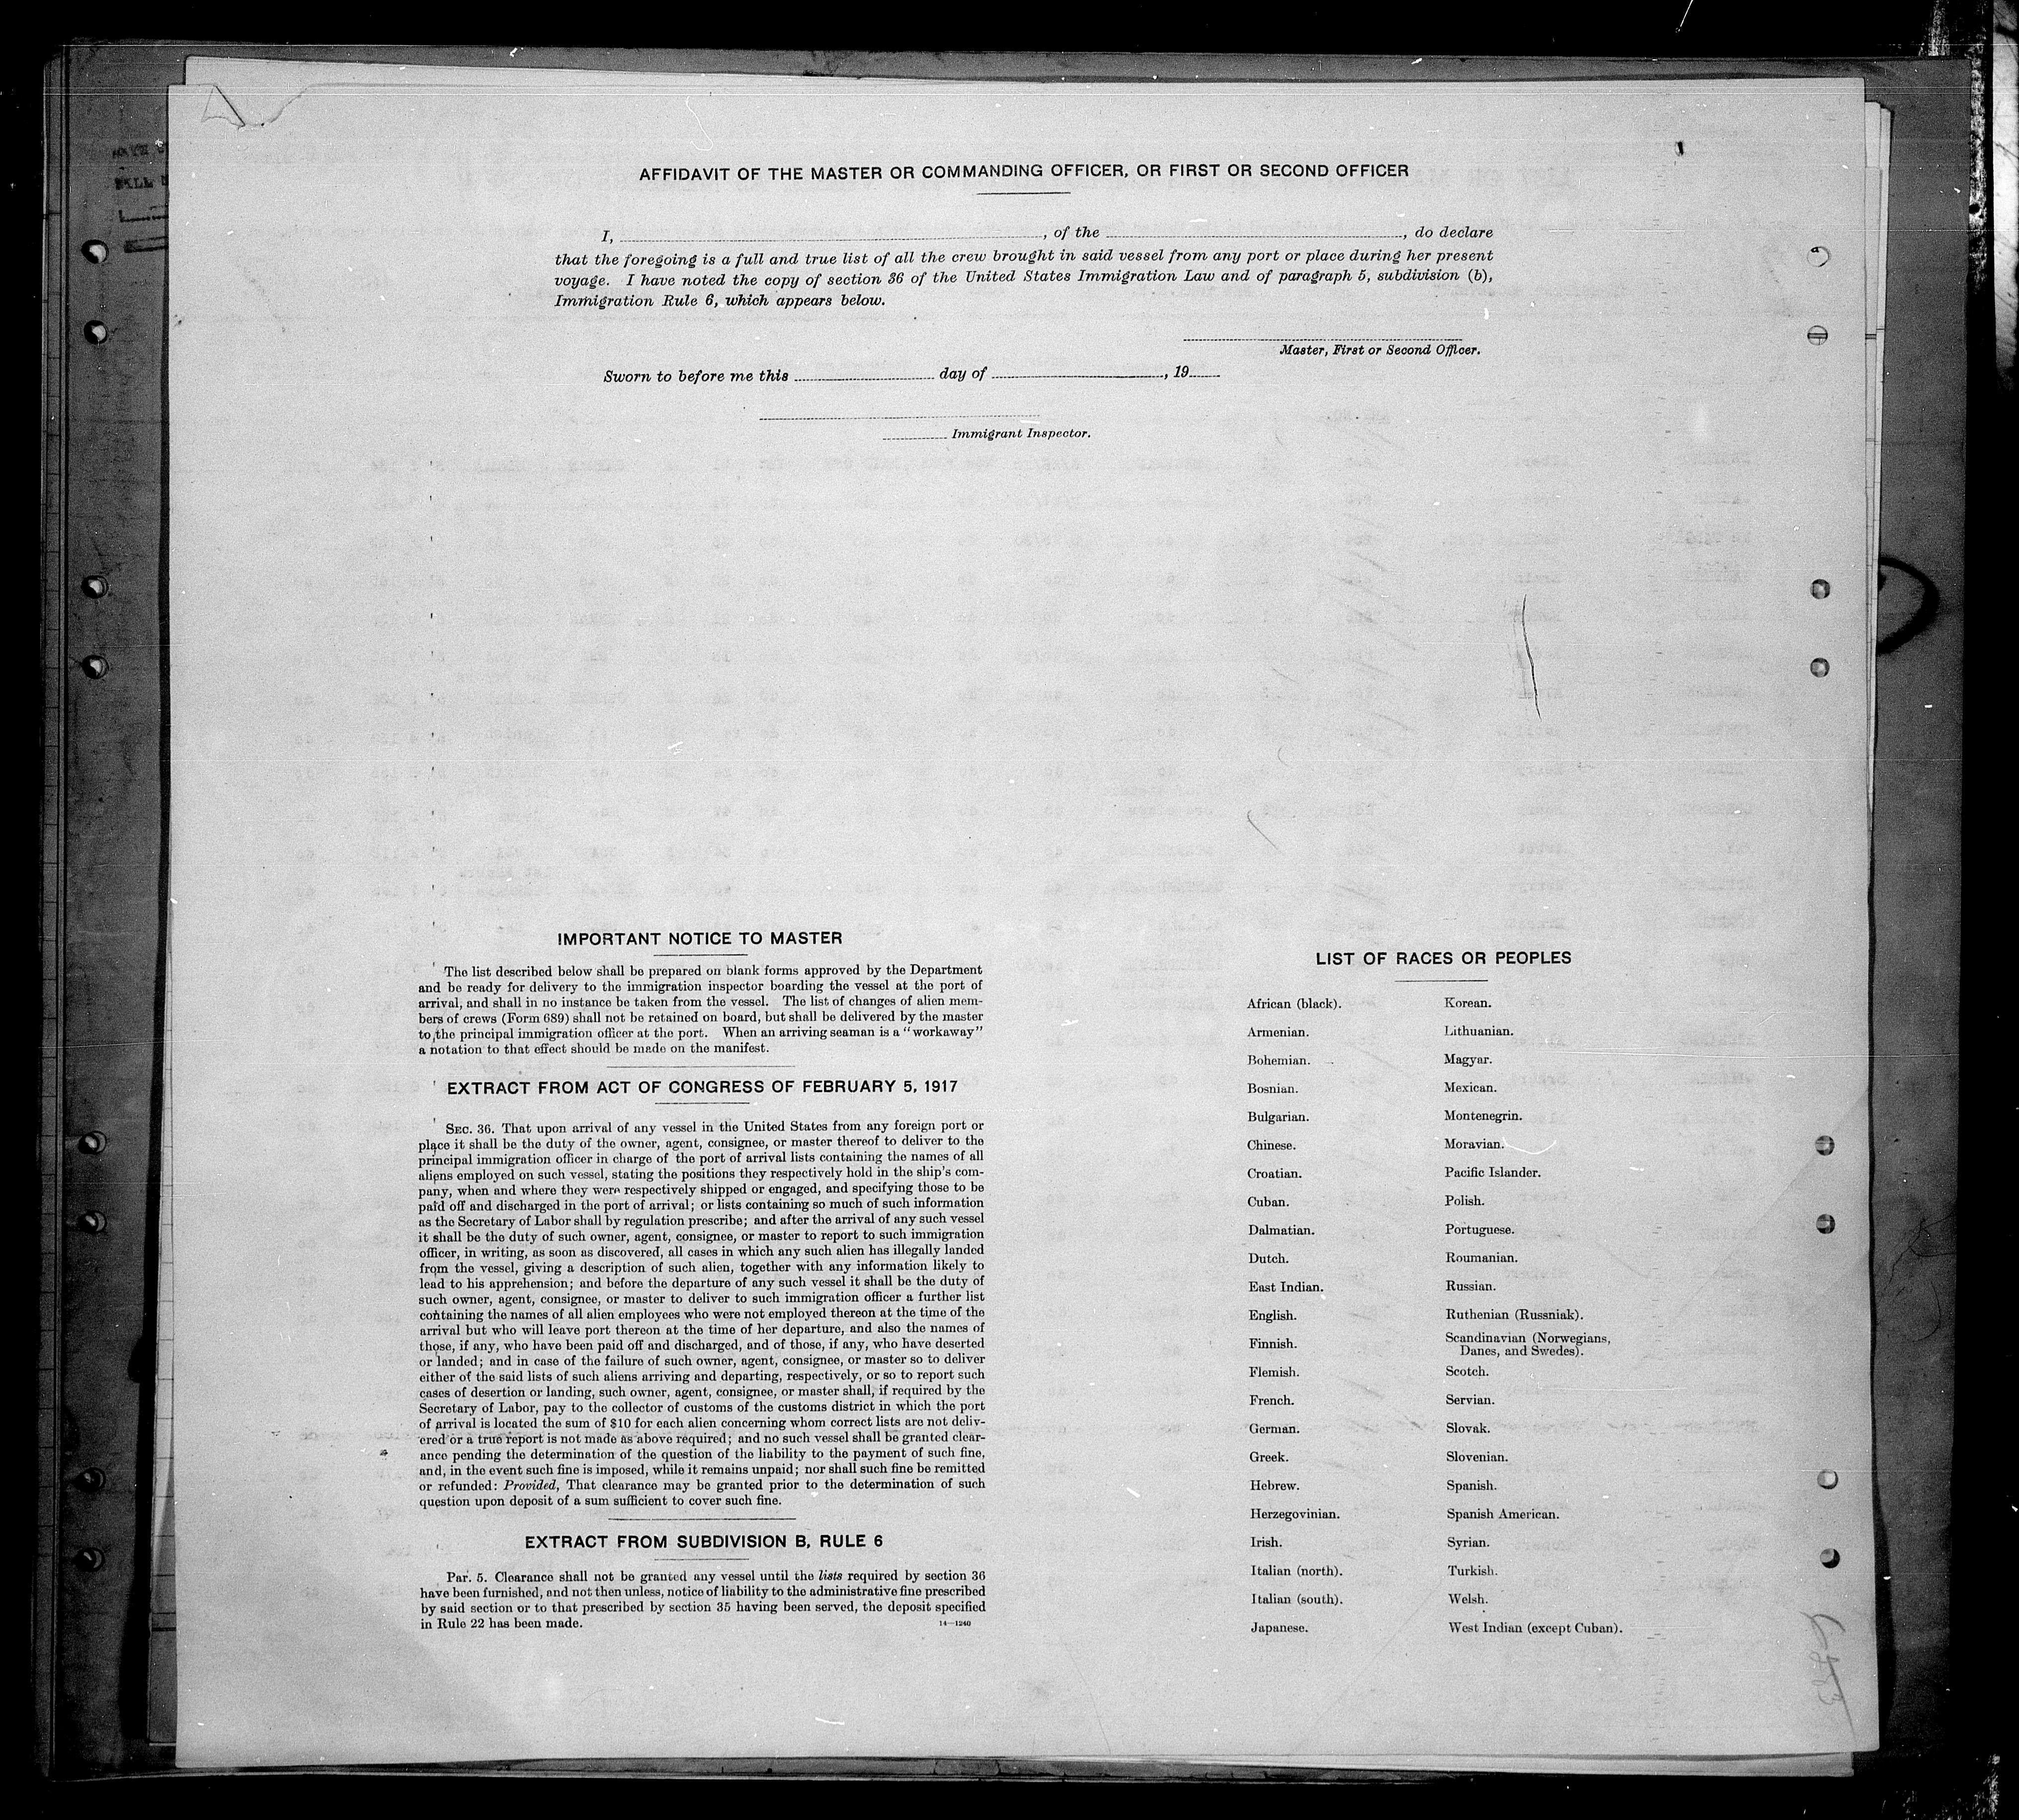 AFFIDAVIT OF THE MASTER OR COMMANDING OFFICER, OR FIRST OR SECOND OFFICER
I, , of the , do declare
that the foregoing is a full and true list of all the crew brought in said vessel from any port or place during her present
voyage. I have noted the copy of section 36 of the United States Immigration Law and of paragraph 5, subdivision (b),
Immigration Rule 6, which appears below.
Master, First or Second Officer.
Sworn to before me this day of , 19
Immigrant Inspector.
IMPORTANT NOTICE TO MASTER
The list described below shall be prepared on blank forms approved by the Department
and be ready for delivery to the immigration inspector boarding the vessel at the port of
arrival, and shall in no instance be taken from the vessel. The list of changes of alien mem-
bers of crews (Form 689) shall not be retained on board, but shall be delivered by the master
to the principal immigration officer at the port. When an arriving seaman is a "workaway"
a notation to that effect should be made on the manifest.
EXTRACT FROM ACT OF CONGRESS OF FEBRUARY 5, 1917
SEC. 36. That upon arrival of any vessel in the United States from any foreign port or
place it shall be the duty of the owner, agent, consignee, or master thereof to deliver to the
principal immigration officer in charge of the port of arrival lists containing the names of all
aliens employed on such vessel, stating the positions they respectively hold in the ship's com-
pany, when and where they were respectively shipped or engaged, and specifying those to be
paid off and discharged in the port of arrival; or lists containing so much of such information
as the Secretary of Labor shall by regulation prescribe; and after the arrival of any such vessel
it shall be the duty of such owner, agent, consignee, or master to report to such immigration
officer, in writing, as soon as discovered, all cases in which any such alien has illegally landed
from the vessel, giving a description of such alien, together with any information likely to
lead to his apprehension; and before the departure of any such vessel it shall be the duty of
such owner, agent, consignee, or master to deliver to such immigration officer a further list
containing the names of all alien employees who were not employed thereon at the time of the
arrival but who will leave port thereon at the time of her departure, and also the names of
those, if any, who have been paid off and discharged, and of those, if any, who have deserted
or landed; and in case of the failure of such owner, agent, consignee, or master so to deliver
either of the said lists of such aliens arriving and departing, respectively, or so to report such
cases of desertion or landing, such owner, agent, consignee, or master shall, if required by the
Secretary of Labor, pay to the collector of customs of the customs district in which the port
of arrival is located the sum of $10 for each alien concerning whom correct lists are not deliv-
ered or a true report is not made as above required; and no such vessel shall be granted clear-
ance pending the determination of the question of the liability to the payment of such fine,
and, in the event such fine is imposed, while it remains unpaid; nor shall such fine be remitted
or refunded: Provided, That clearance may be granted prior to the determination of such
question upon deposit of a sum sufficient to cover such fine.
EXTRACT FROM SUBDIVISION B, RULE 6
Par. 5. Clearance shall not be granted any vessel until the lists required by section 36
have been furnished, and not then unless, notice of liability to the administrative fine prescribed
by said section or to that prescribed by section 35 having been served, the deposit specified
in Rule 22 has been made. 14—1240
LIST OF RACES OR PEOPLES
African (black).
Armenian.
Bohemian.
Bosnian.
Bulgarian.
Chinese.
Croatian.
Cuban.
Dalmatian.
Dutch.
East Indian.
English.
Finnish.
Flemish.
French.
German.
Greek.
Hebrew.
Herzegovinian.
Irish.
Italian (north).
Italian (south).
Japanese.
Korean.
Lithuanian.
Magyar.
Mexican.
Montenegrin.
Moravian.
Pacific Islander.
Polish.
Portuguese.
Roumanian.
Russian.
Ruthenian (Russniak).
Scandinavian (Norwegians,
Danes, and Swedes).
Scotch.
Servian.
Slovak.
Slovenian.
Spanish.
Spanish American.
Syrian.
Turkish.
Welsh.
West Indian (except Cuban).